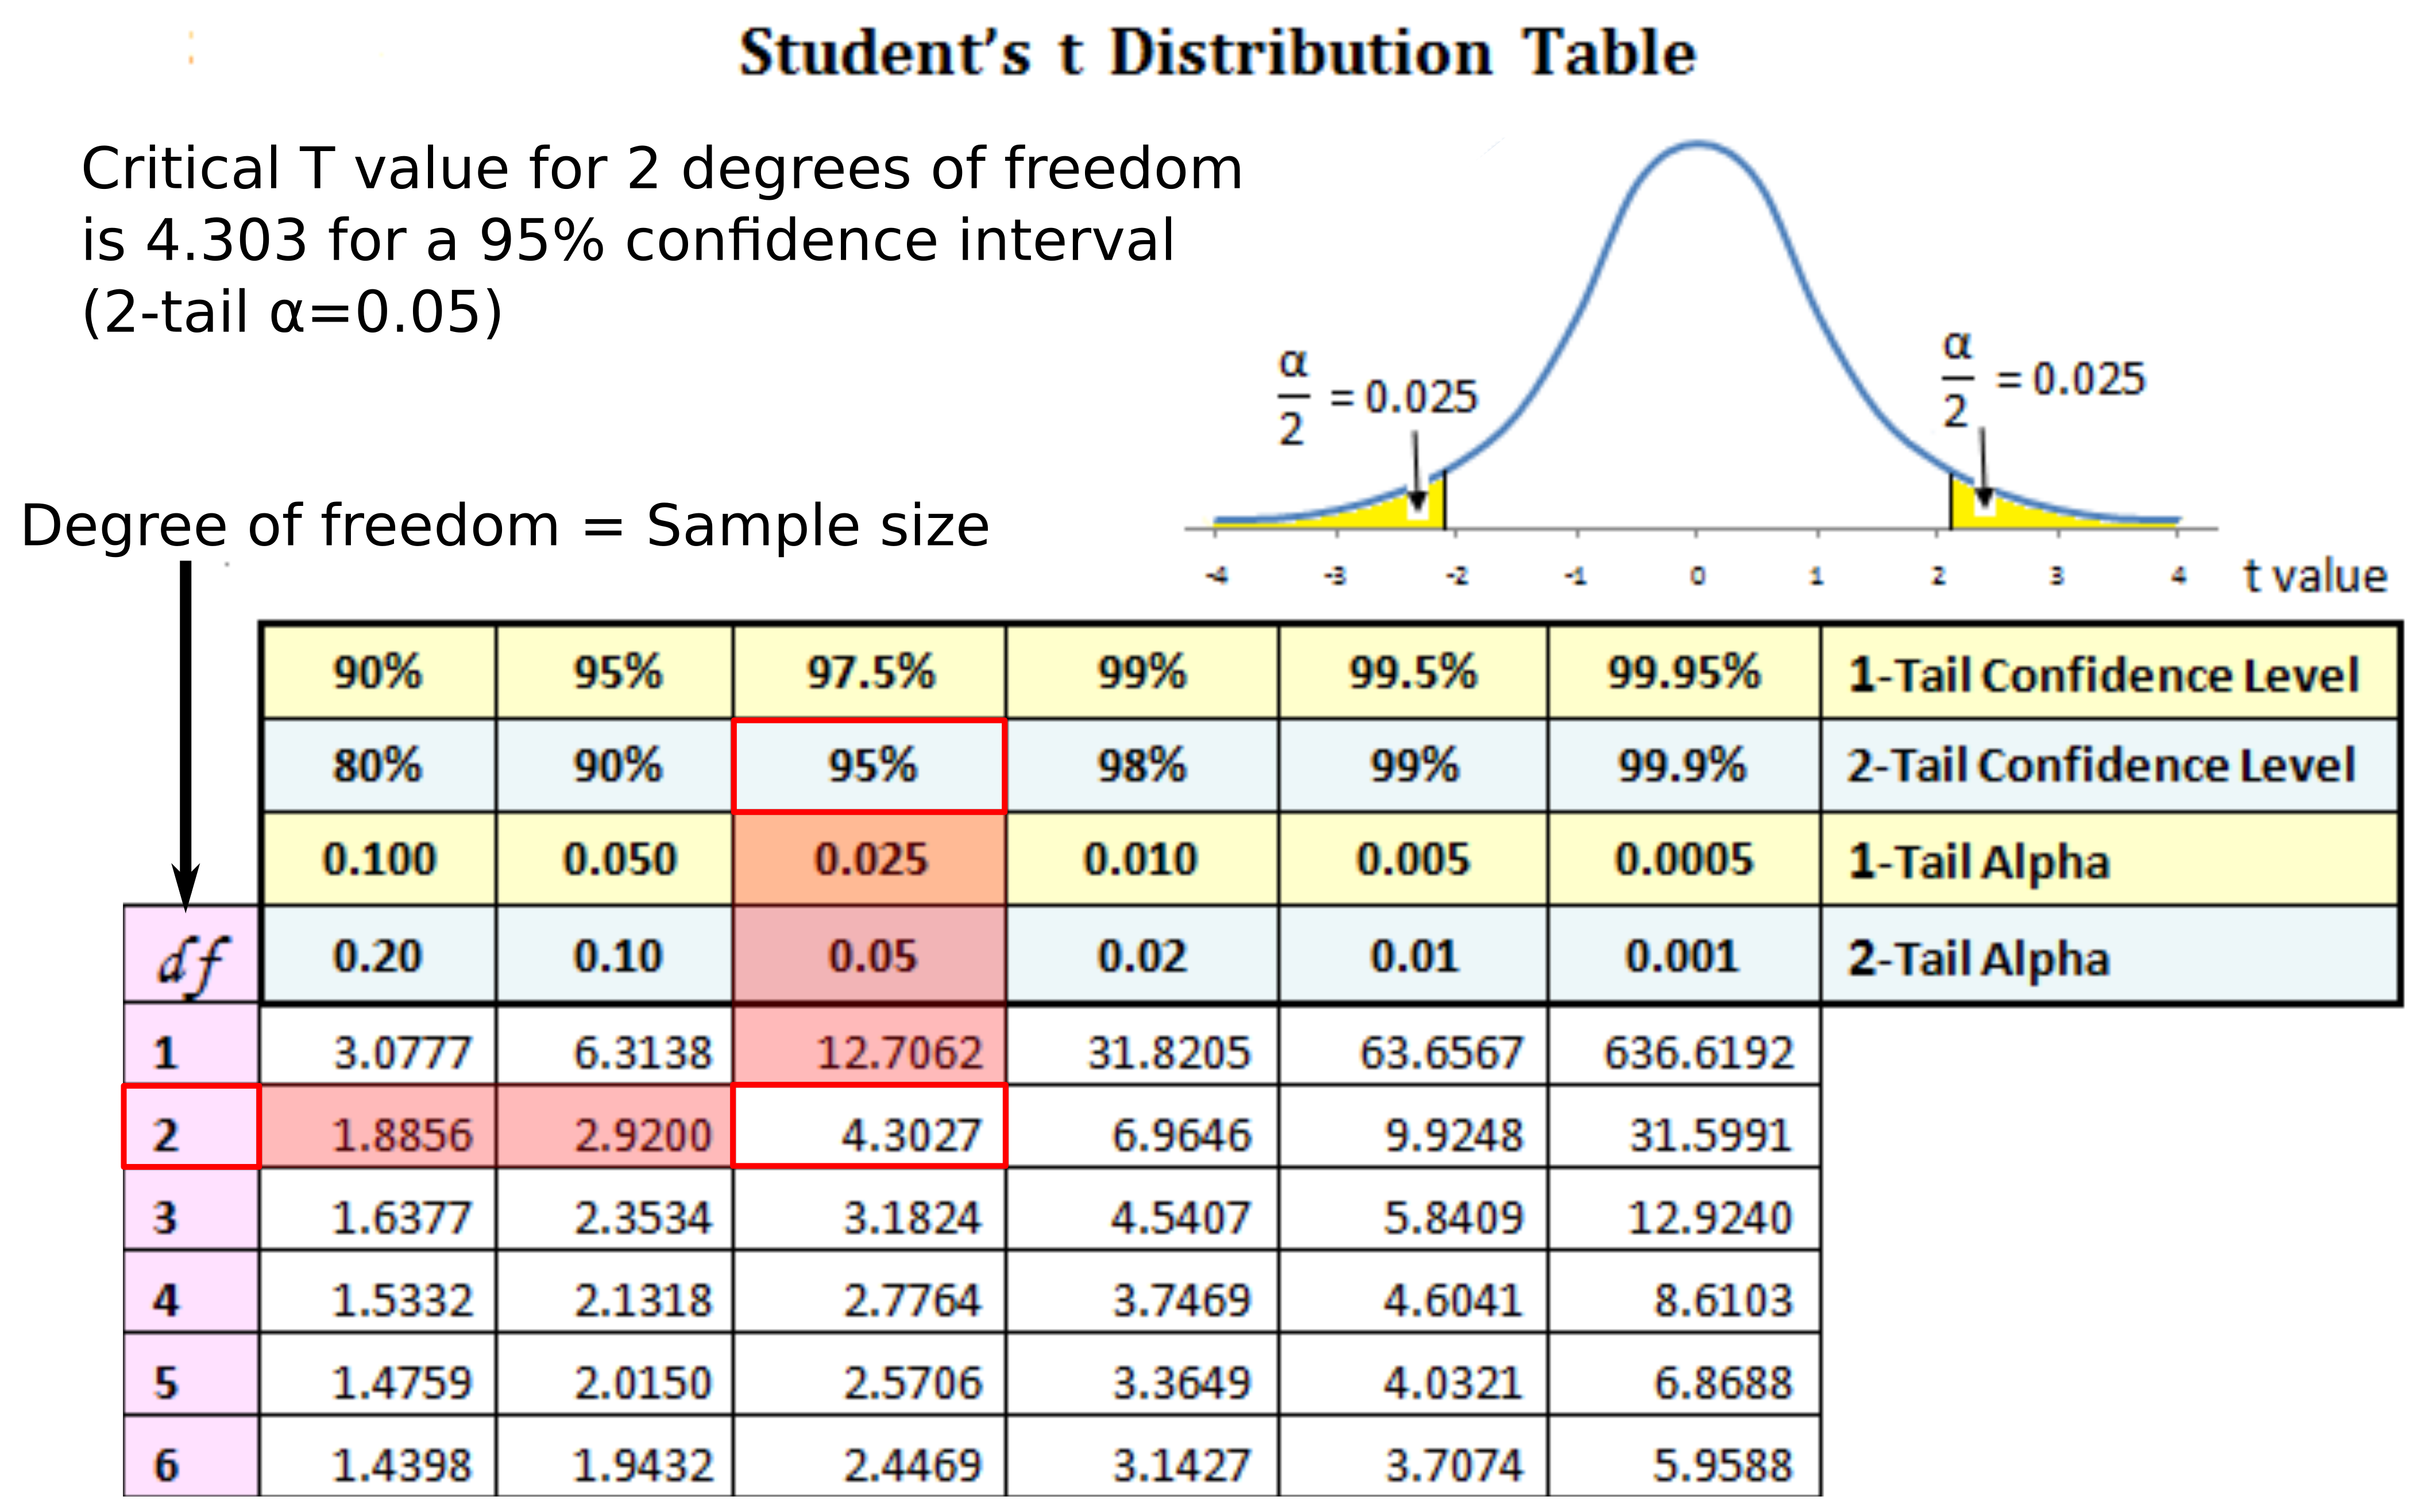 Student's t Distribution Table
Critical T value for 2 degrees of freedom
is 4.303 for a 95% confidence interval
(2-tail α=0.05)
α/2 = 0.025
α/2 = 0.025
Degree of freedom = Sample size
-4 -3 -2 -1 0 1 2 3 4 t value
90% 95% 97.5% 99% 99.5% 99.95% 1-Tail Confidence Level
80% 90% 95% 98% 99% 99.9% 2-Tail Confidence Level
0.100 0.050 0.025 0.010 0.005 0.0005 1-Tail Alpha
df 0.20 0.10 0.05 0.02 0.01 0.001 2-Tail Alpha
1 3.0777 6.3138 12.7062 31.8205 63.6567 636.6192
2 1.8856 2.9200 4.3027 6.9646 9.9248 31.5991
3 1.6377 2.3534 3.1824 4.5407 5.8409 12.9240
4 1.5332 2.1318 2.7764 3.7469 4.6041 8.6103
5 1.4759 2.0150 2.5706 3.3649 4.0321 6.8688
6 1.4398 1.9432 2.4469 3.1427 3.7074 5.9588